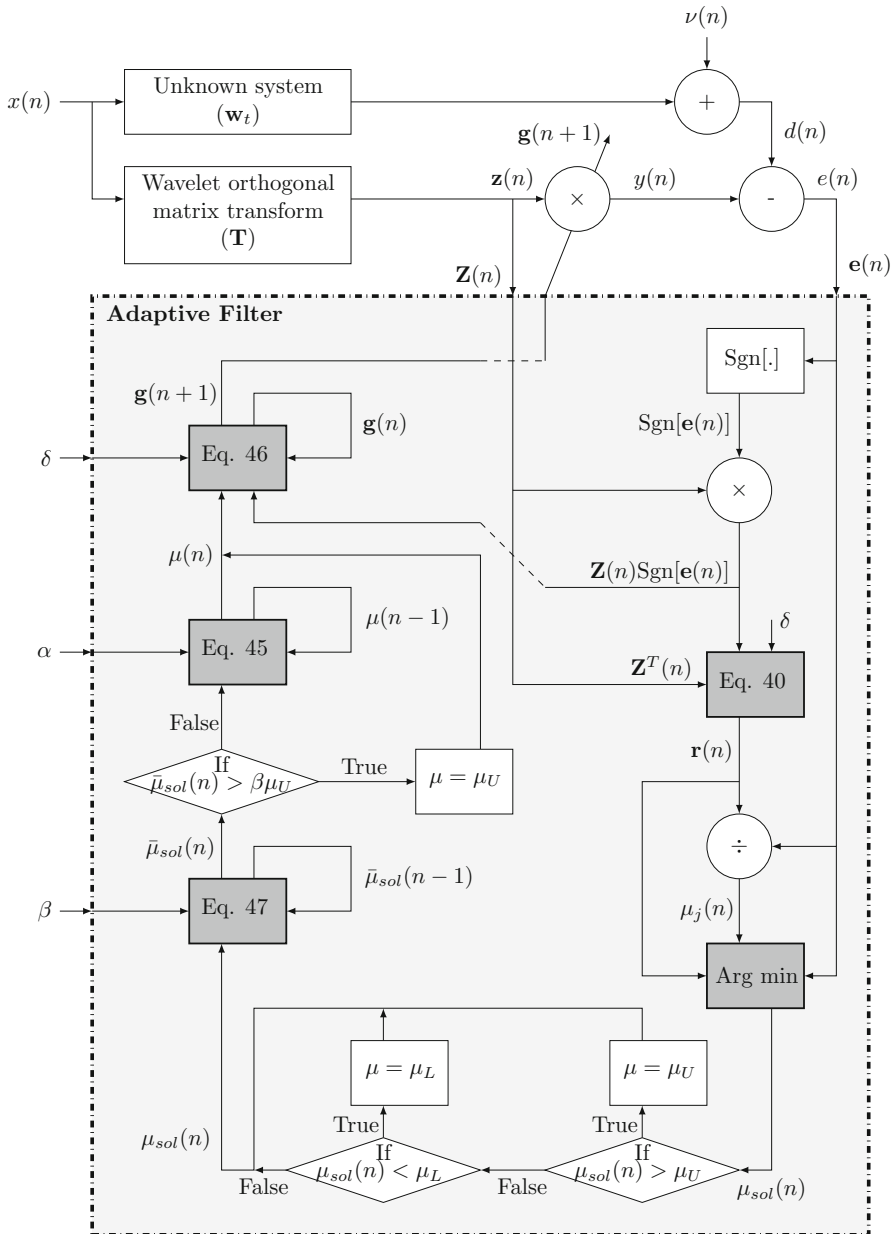 ν(n)
x(n)
Unknown system
(w_t)
+
g(n + 1)
d(n)
Wavelet orthogonal
matrix transform
(T)
z(n)
×
y(n)
-
e(n)
Z(n)
e(n)
Adaptive Filter
Sgn[.]
g(n + 1)
g(n)
Sgn[e(n)]
δ
Eq. 46
×
μ(n)
Z(n)Sgn[e(n)]
μ(n − 1)
δ
α
Eq. 45
Z^T(n)
Eq. 40
False
r(n)
If
μ̄_sol(n) > βμ_U
True
μ = μ_U
μ̄_sol(n)
÷
μ̄_sol(n − 1)
β
Eq. 47
μ_j(n)
Arg min
μ = μ_L
μ = μ_U
True
True
μ_sol(n)
If
μ_sol(n) < μ_L
If
μ_sol(n) > μ_U
False
False
μ_sol(n)